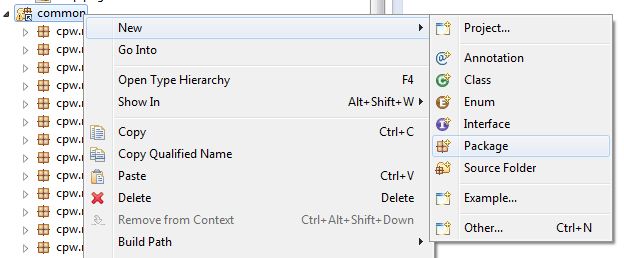 common
cpw.
cpw.
cpw.
cpw.
cpw.
cpw.
cpw.
cpw.
cpw.
cpw.
cpw.
cpw.
New
Go Into
Open Type Hierarchy F4
Show In Alt+Shift+W
Copy Ctrl+C
Copy Qualified Name
Paste Ctrl+V
Delete Delete
Remove from Context Ctrl+Alt+Shift+Down
Build Path
Project...
Annotation
Class
Enum
Interface
Package
Source Folder
Example...
Other... Ctrl+N